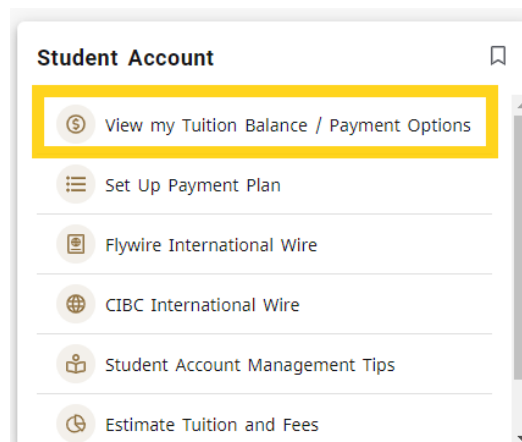 Student Account
View my Tuition Balance / Payment Options
Set Up Payment Plan
Flywire International Wire
CIBC International Wire
Student Account Management Tips
Estimate Tuition and Fees